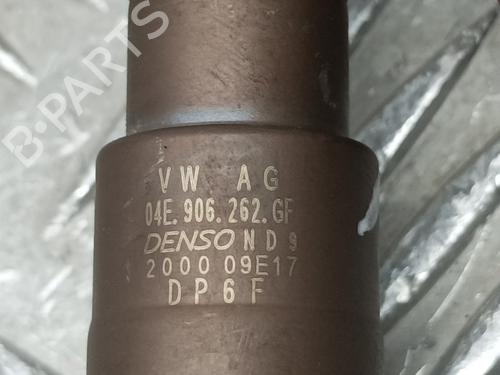 B-PARTS
VW AG
04E.906.262.GF
DENSO ND9
2000 09E17
DP6F